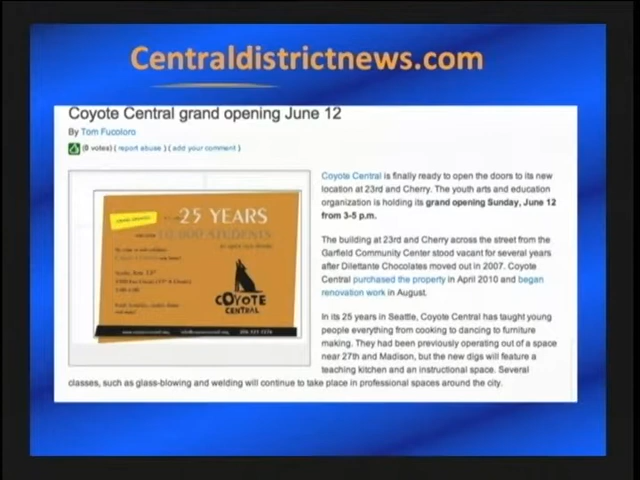 Centraldistrictnews.com
Coyote Central grand opening June 12
By Tom Fucoloro
(8 votes) ( report abuse ) ( add your comment )
25 YEARS
10,000 STUDENTS
COYOTE
CENTRAL
Coyote Central is finally ready to open the doors to its new
location at 23rd and Cherry. The youth arts and education
organization is holding its grand opening Sunday, June 12
from 3-5 p.m.
The building at 23rd and Cherry across the street from the
Garfield Community Center stood vacant for several years
after Dilettante Chocolates moved out in 2007. Coyote
Central purchased the property in April 2010 and began
renovation work in August.
In its 25 years in Seattle, Coyote Central has taught young
people everything from cooking to dancing to furniture
making. They had been previously operating out of a space
near 27th and Madison, but the new digs will feature a
teaching kitchen and an instructional space. Several
classes, such as glass-blowing and welding will continue to take place in professional spaces around the city.